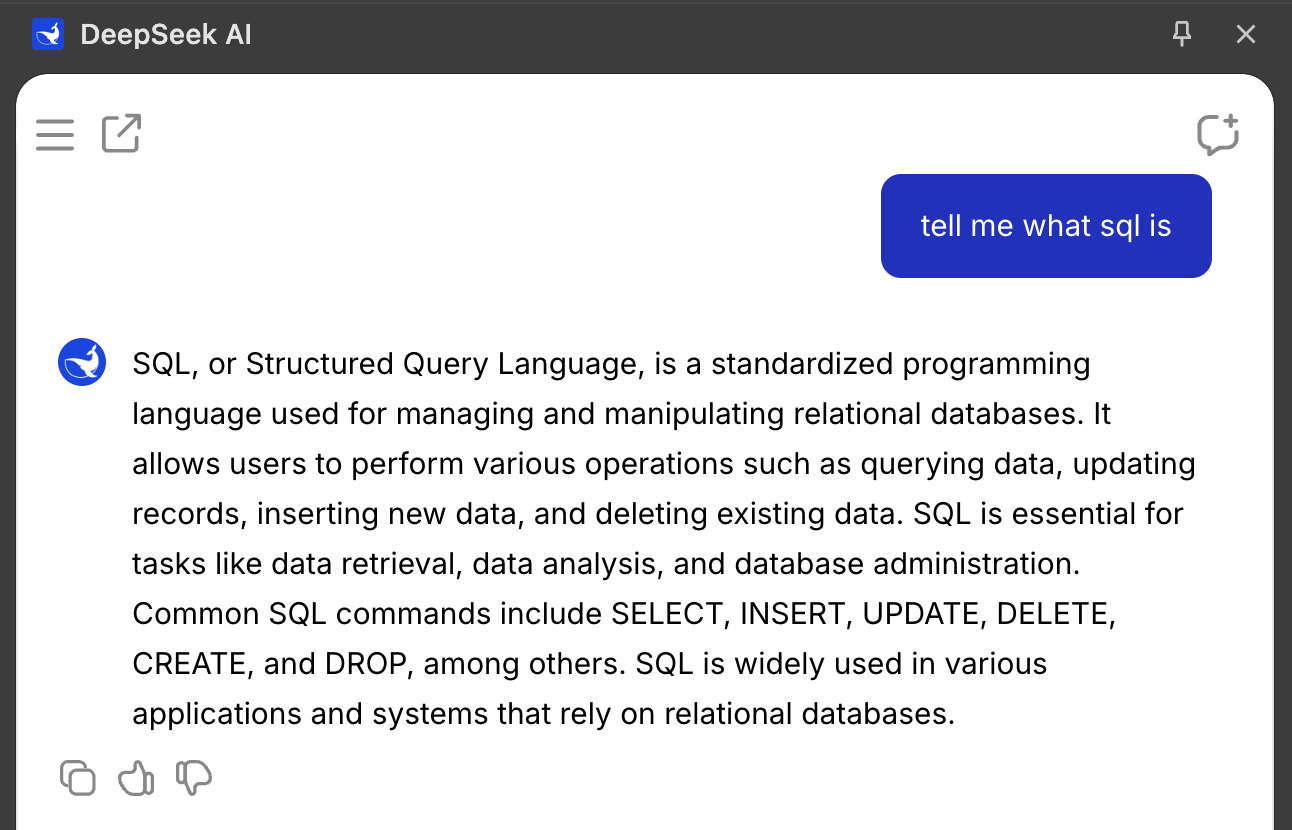 DeepSeek AI
tell me what sql is
SQL, or Structured Query Language, is a standardized programming
language used for managing and manipulating relational databases. It
allows users to perform various operations such as querying data, updating
records, inserting new data, and deleting existing data. SQL is essential for
tasks like data retrieval, data analysis, and database administration.
Common SQL commands include SELECT, INSERT, UPDATE, DELETE,
CREATE, and DROP, among others. SQL is widely used in various
applications and systems that rely on relational databases.